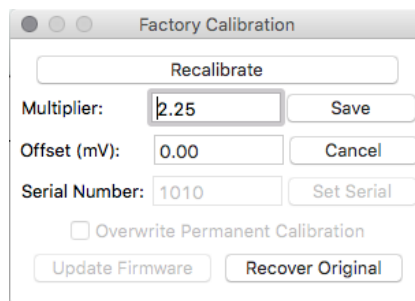 Factory Calibration
Recalibrate
Multiplier: 2.25 Save
Offset (mV): 0.00 Cancel
Serial Number: 1010 Set Serial
Overwrite Permanent Calibration
Update Firmware Recover Original